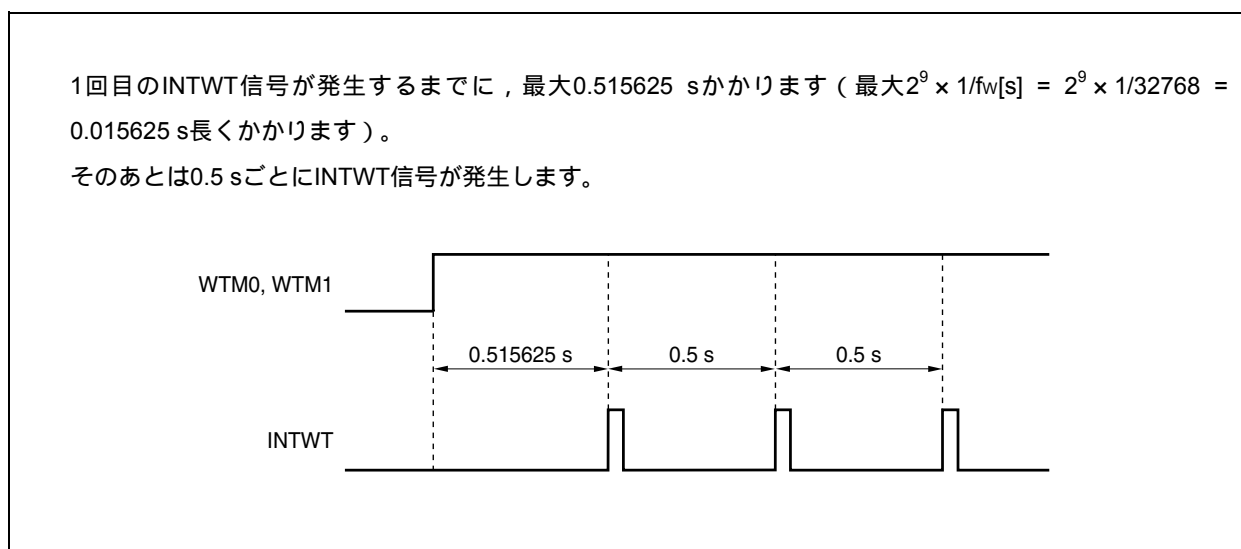 1回目のINTWT信号が発生するまでに，最大0.515625 sかかります（最大2⁹ × 1/fw[s] = 2⁹ × 1/32768 =
0.015625 s長くかかります）。
そのあとは0.5 sごとにINTWT信号が発生します。
WTM0, WTM1
0.515625 s 0.5 s 0.5 s
INTWT